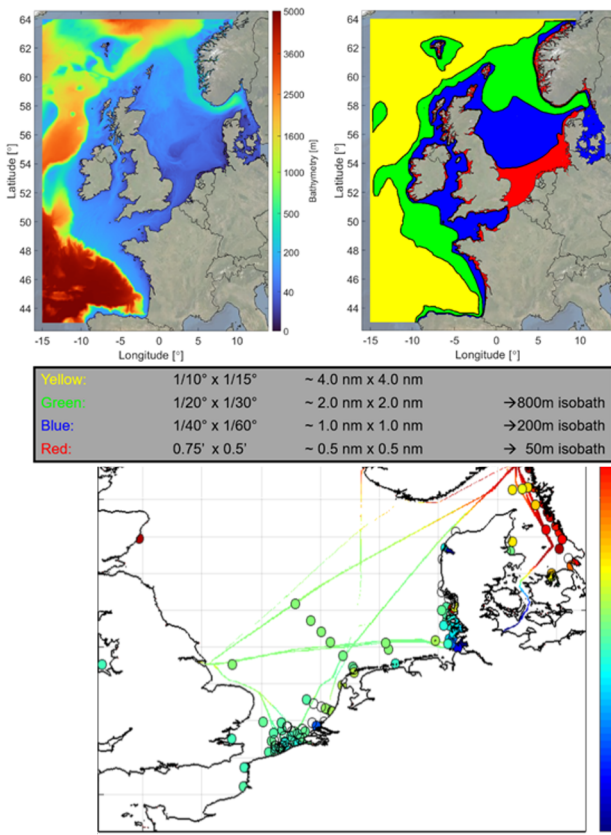 64
62
60
58
56
54
52
50
48
46
44
Latitude [°]
-15 -10 -5 0 5 10
Longitude [°]
5000
3400
2600
1600
1000
500
200
40
0
Bathymetry [m]
64
62
60
58
56
54
52
50
48
46
44
Latitude [°]
-15 -10 -5 0 5 10
Longitude [°]
Yellow: 1/10° x 1/15° ~ 4.0 nm x 4.0 nm
Green: 1/20° x 1/30° ~ 2.0 nm x 2.0 nm →800m isobath
Blue: 1/40° x 1/60° ~ 1.0 nm x 1.0 nm →200m isobath
Red: 0.75' x 0.5' ~ 0.5 nm x 0.5 nm → 50m isobath